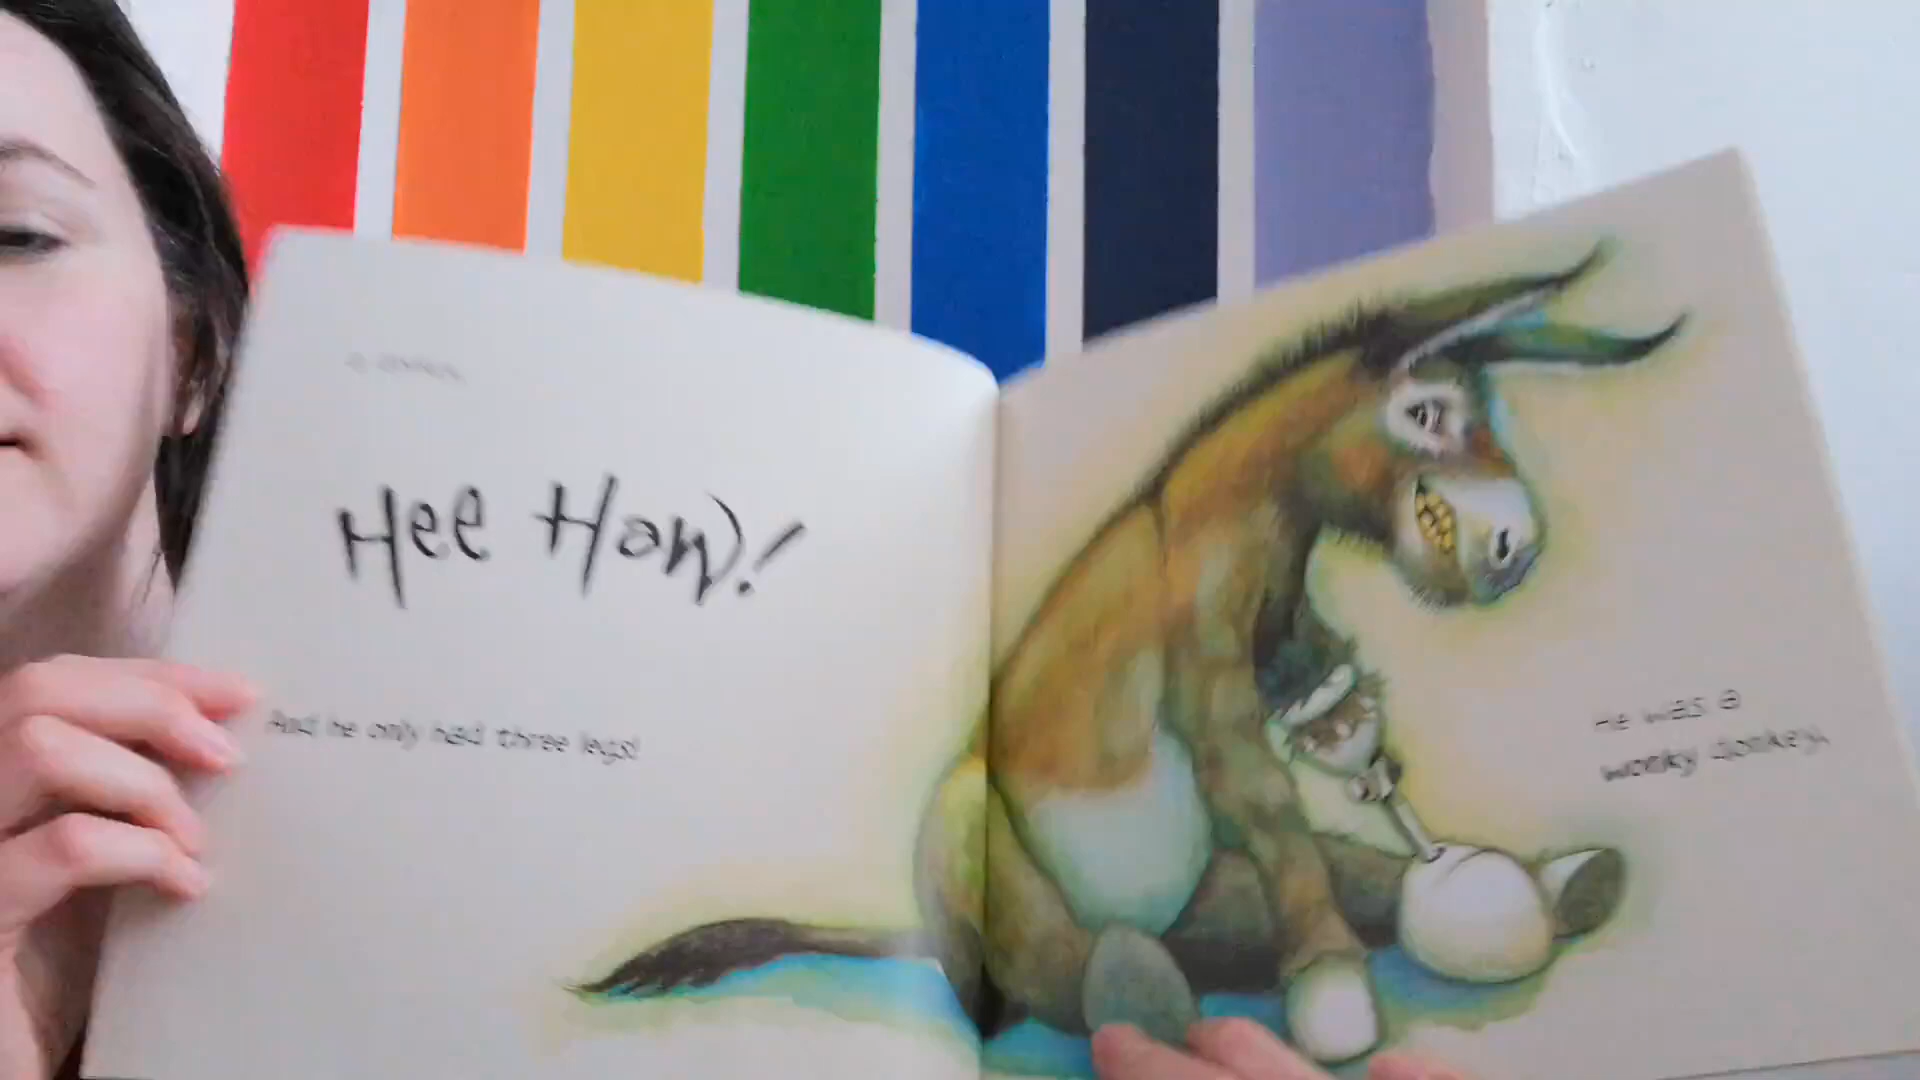 Hee Haw!
And he only had three legs!
He was a
wonky donkey.